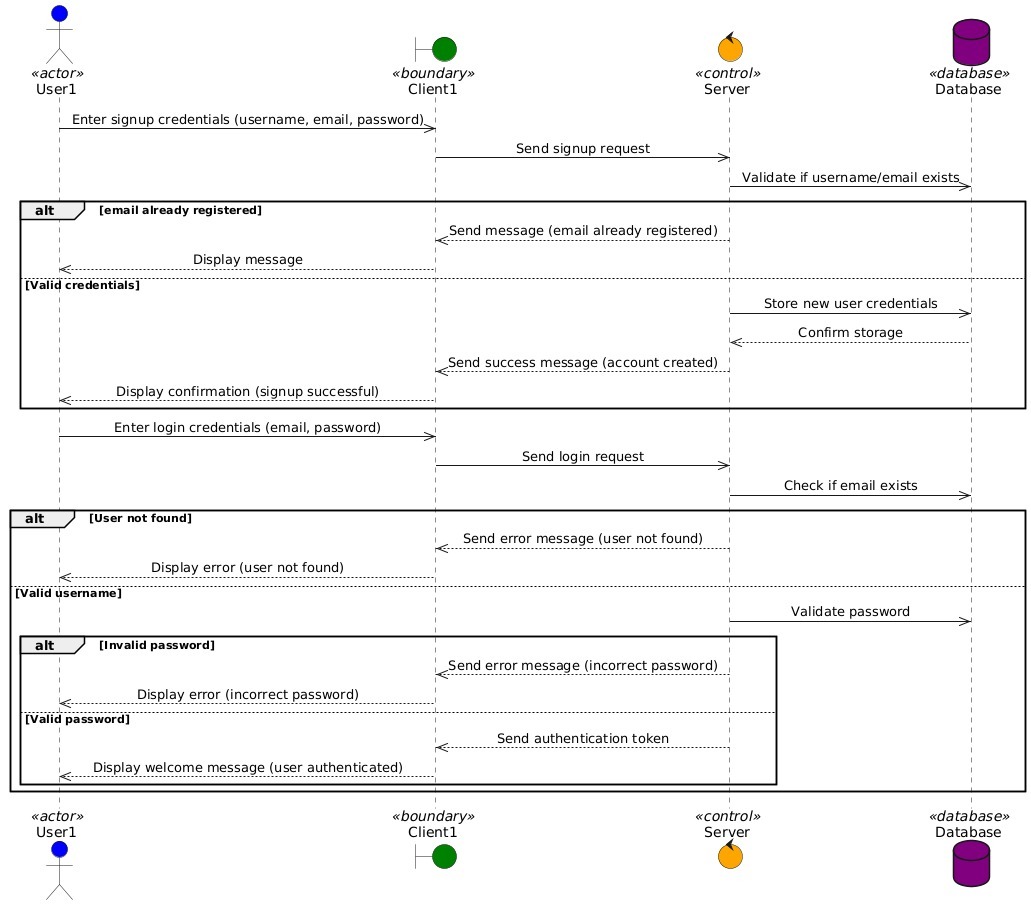 «actor» «boundary» «control» «database»
User1 Client1 Server Database
Enter signup credentials (username, email, password)
Send signup request
Validate if username/email exists
alt [email already registered]
Send message (email already registered)
Display message
[Valid credentials]
Store new user credentials
Confirm storage
Send success message (account created)
Display confirmation (signup successful)
Enter login credentials (email, password)
Send login request
Check if email exists
alt [User not found]
Send error message (user not found)
Display error (user not found)
[Valid username]
Validate password
alt [Invalid password]
Send error message (incorrect password)
Display error (incorrect password)
[Valid password]
Send authentication token
Display welcome message (user authenticated)
«actor» «boundary» «control» «database»
User1 Client1 Server Database